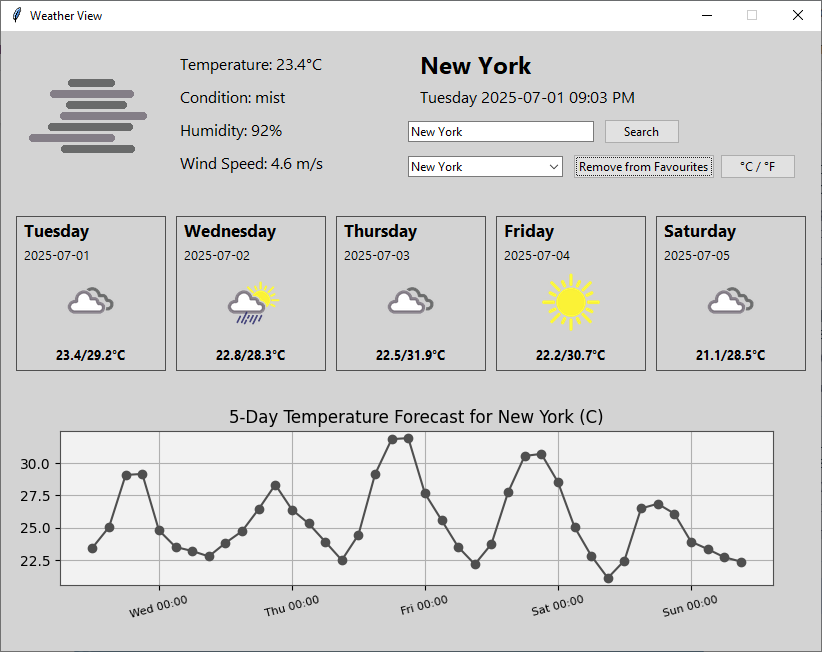 Weather View
Temperature: 23.4°C
Condition: mist
Humidity: 92%
Wind Speed: 4.6 m/s
New York
Tuesday 2025-07-01 09:03 PM
New York
Search
New York
Remove from Favourites
°C / °F
Tuesday
2025-07-01
23.4/29.2°C
Wednesday
2025-07-02
22.8/28.3°C
Thursday
2025-07-03
22.5/31.9°C
Friday
2025-07-04
22.2/30.7°C
Saturday
2025-07-05
21.1/28.5°C
5-Day Temperature Forecast for New York (C)
30.0
27.5
25.0
22.5
Wed 00:00
Thu 00:00
Fri 00:00
Sat 00:00
Sun 00:00